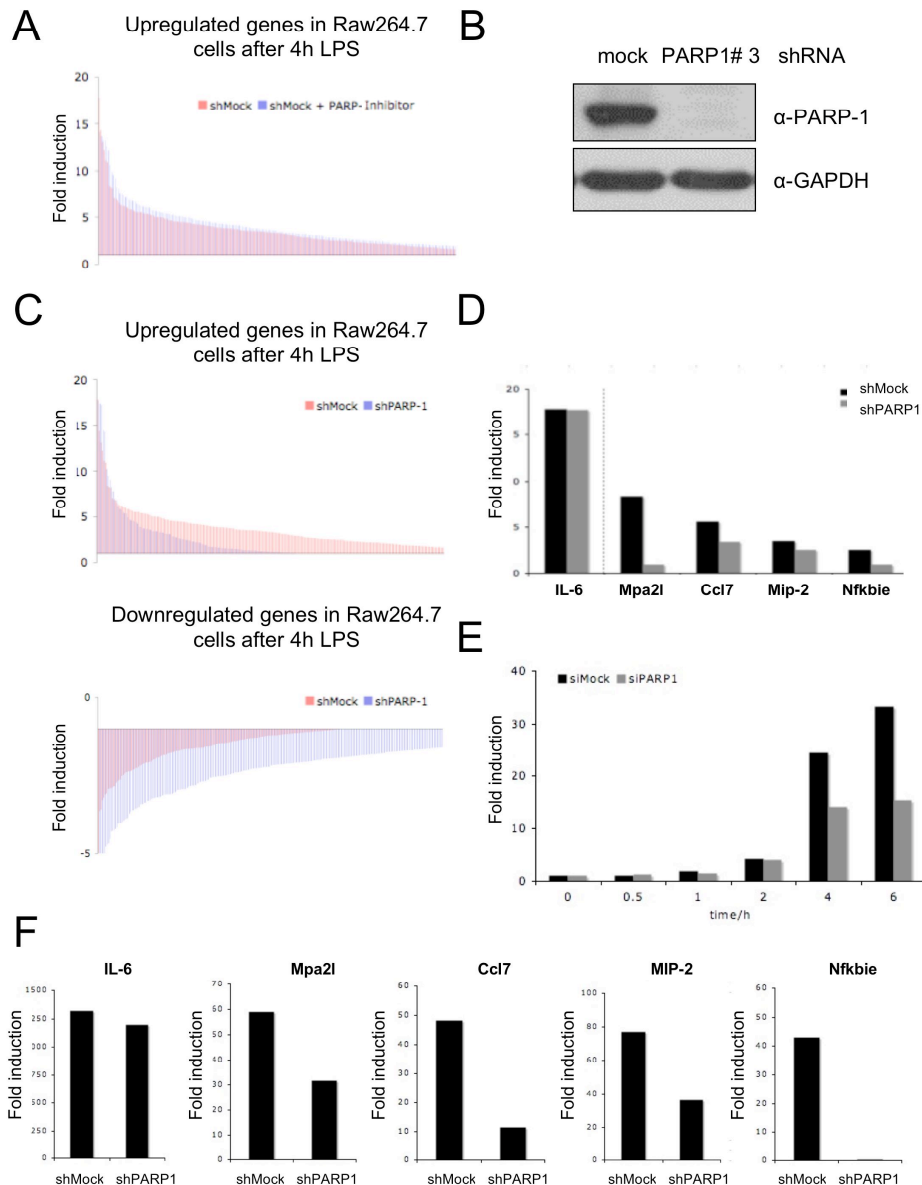 A
Upregulated genes in Raw264.7
cells after 4h LPS
Fold induction
20
15
10
5
0
shMock shMock + PARP-Inhibitor
B
mock PARP1# 3 shRNA
α-PARP-1
α-GAPDH
C
Upregulated genes in Raw264.7
cells after 4h LPS
Fold induction
20
15
10
5
0
shMock shPARP-1
Downregulated genes in Raw264.7
cells after 4h LPS
Fold induction
0
-5
shMock shPARP-1
D
Fold induction
20
5
0
5
0
shMock
shPARP1
IL-6 Mpa2l Ccl7 Mip-2 Nfkbie
E
Fold induction
40
30
20
10
0
siMock siPARP1
0 0.5 1 2 4 6
time/h
F
IL-6
Fold induction
1500
250
000
750
500
250
0
shMock shPARP1
Mpa2l
Fold induction
70
60
50
40
30
20
10
0
shMock shPARP1
Ccl7
Fold induction
60
50
40
30
20
10
0
shMock shPARP1
MIP-2
Fold induction
100
80
60
40
20
0
shMock shPARP1
Nfkbie
Fold induction
60
50
40
30
20
10
0
shMock shPARP1